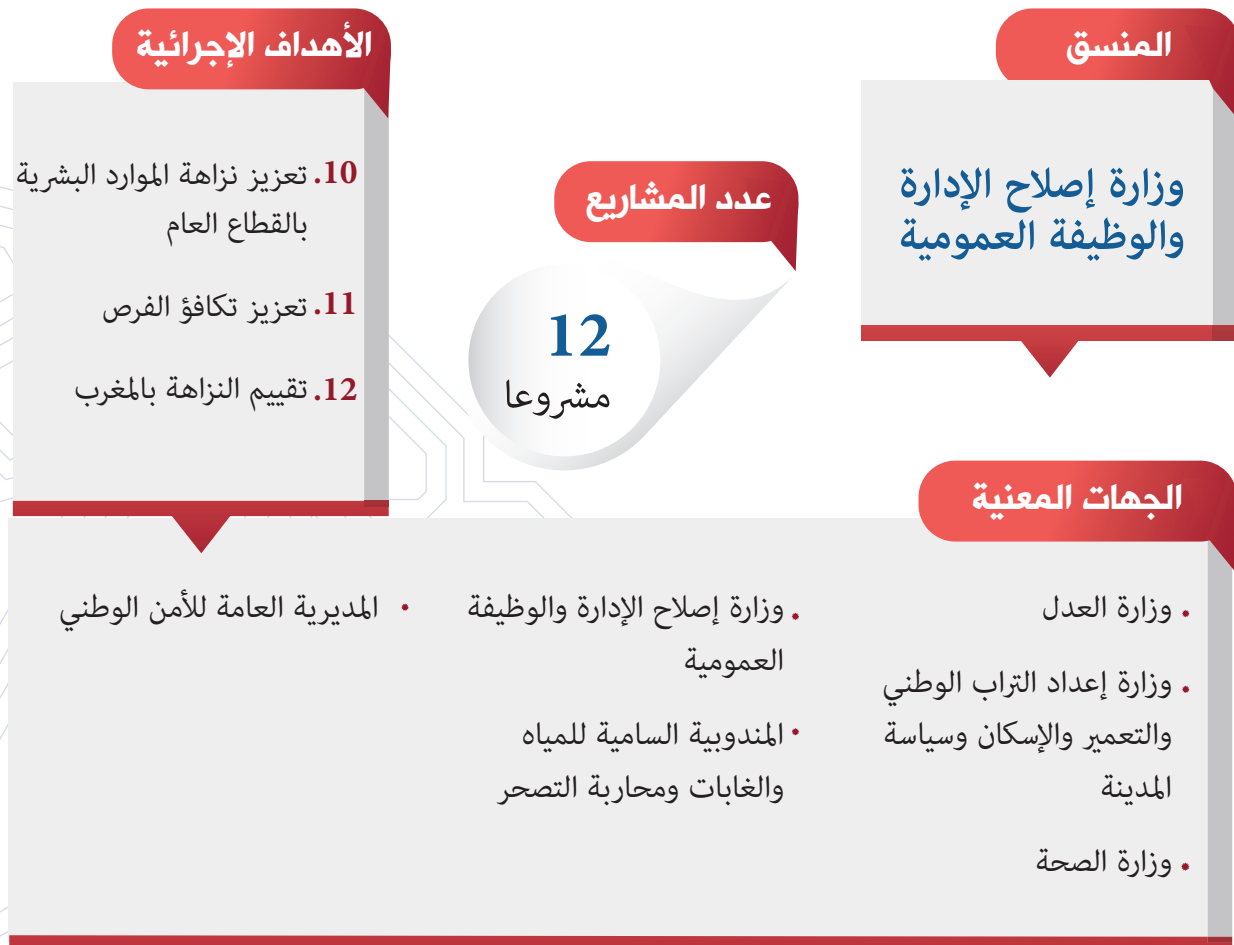 المنسق
وزارة إصلاح الإدارة
والوظيفة العمومية
عدد المشاريع
12
مشروعا
الأهداف الإجرائية
10. تعزيز نزاهة الموارد البشرية
بالقطاع العام
11. تعزيز تكافؤ الفرص
12. تقييم النزاهة بالمغرب
الجهات المعنية
• وزارة العدل
• وزارة إعداد التراب الوطني
والتعمير والإسكان وسياسة
المدينة
• وزارة الصحة
• وزارة إصلاح الإدارة والوظيفة
العمومية
• المندوبية السامية للمياه
والغابات ومحاربة التصحر
• المديرية العامة للأمن الوطني